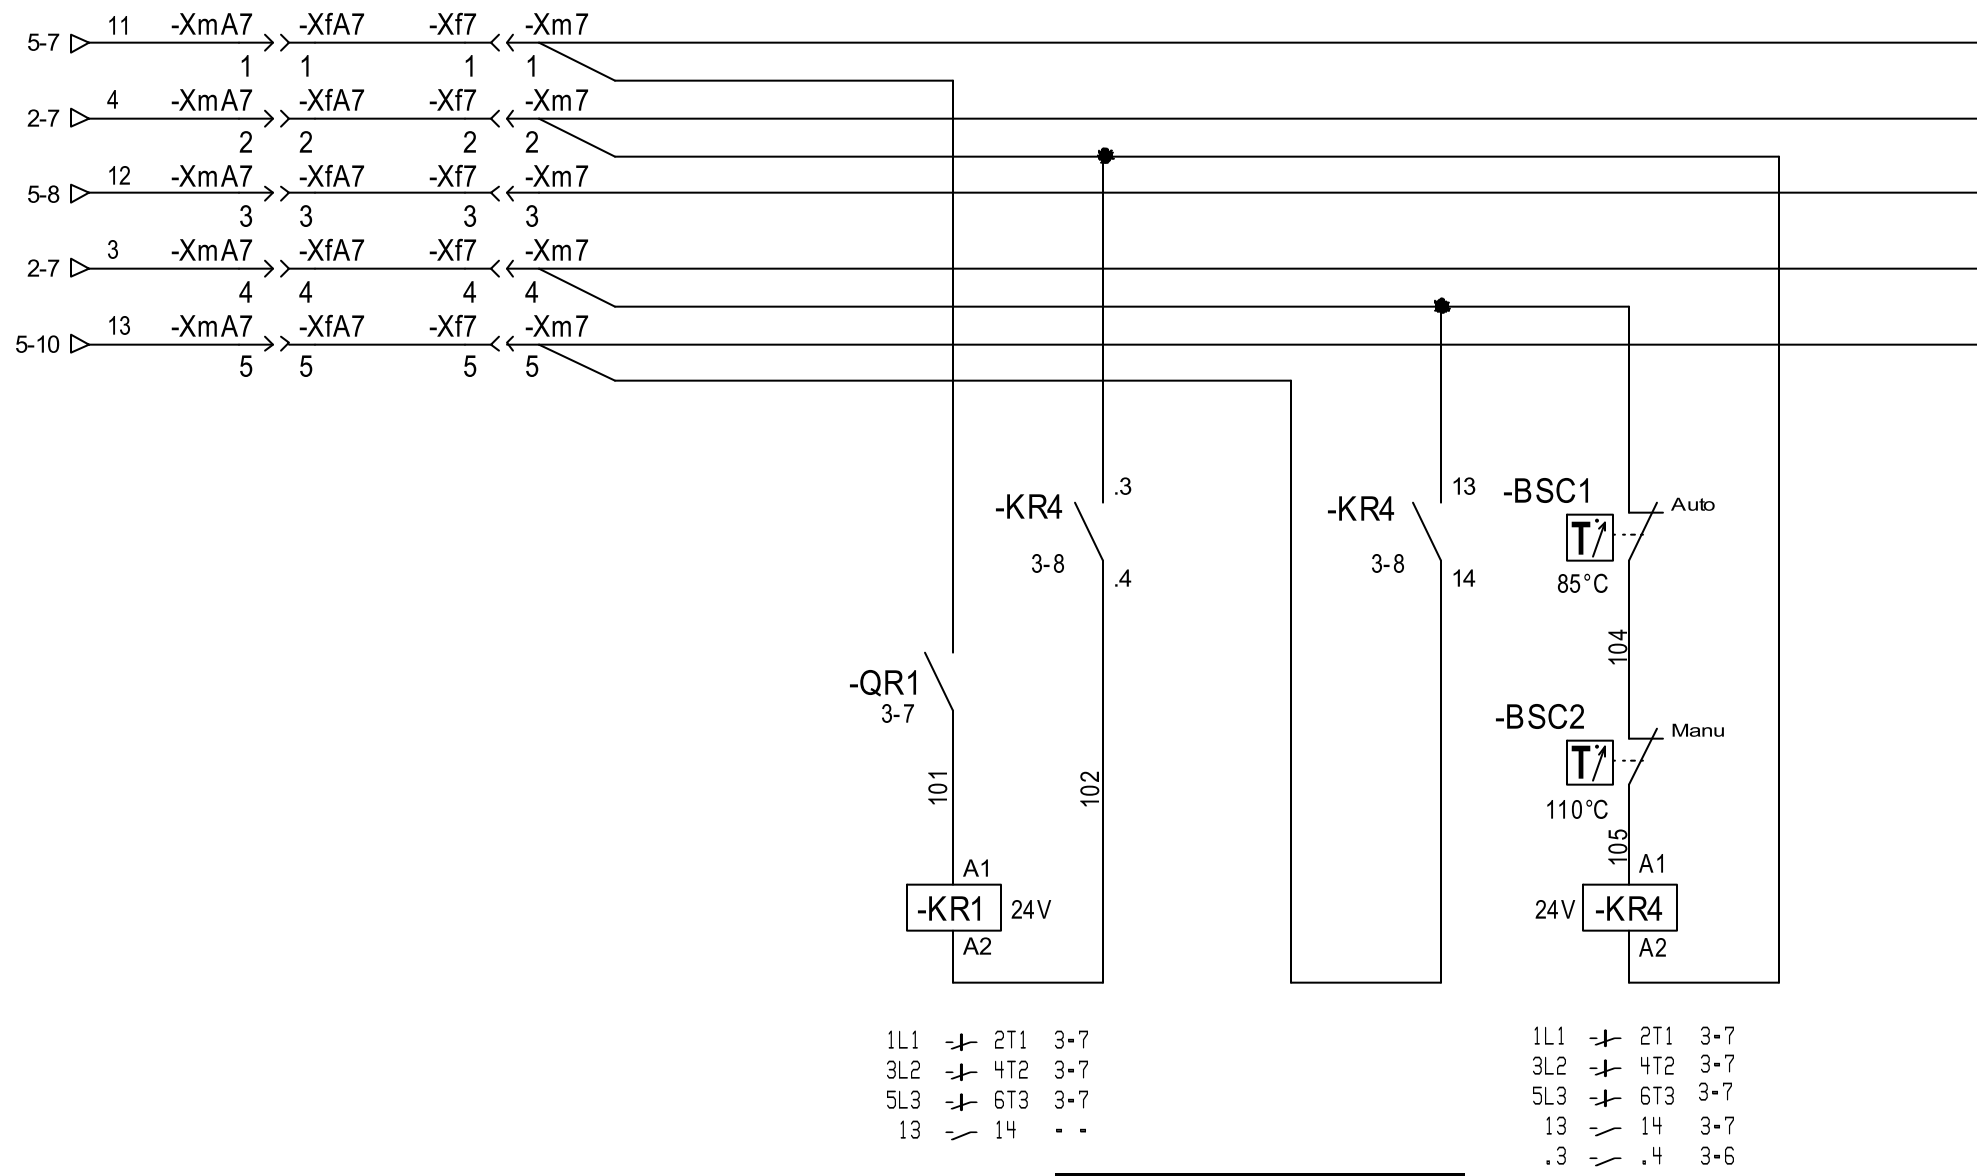 11 -XmA7 -XfA7 -Xf7 -Xm7
5-7
1 1 1 1
4 -XmA7 -XfA7 -Xf7 -Xm7
2-7
2 2 2 2
12 -XmA7 -XfA7 -Xf7 -Xm7
5-8
3 3 3 3
3 -XmA7 -XfA7 -Xf7 -Xm7
2-7
4 4 4 4
13 -XmA7 -XfA7 -Xf7 -Xm7
5-10
5 5 5 5
.3 13
-KR4 -KR4 -BSC1 Auto
T
3-8 3-8
.4 14 85°C
104
-QR1
3-7
-BSC2 Manu
T
101 102 110°C
105
A1 A1
-KR1 24V 24V -KR4
A2 A2
1L1 2T1 3-7
3L2 4T2 3-7
5L3 6T3 3-7
13 14 - -
1L1 2T1 3-7
3L2 4T2 3-7
5L3 6T3 3-7
13 14 3-7
.3 .4 3-6